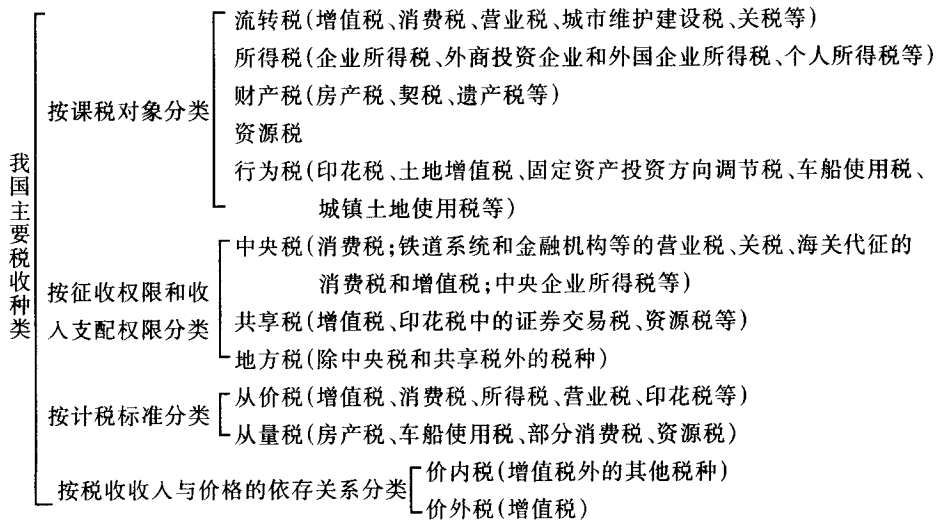 我国主要税收种类
按课税对象分类
流转税(增值税、消费税、营业税、城市维护建设税、关税等)
所得税(企业所得税、外商投资企业和外国企业所得税、个人所得税等)
财产税(房产税、契税、遗产税等)
资源税
行为税(印花税、土地增值税、固定资产投资方向调节税、车船使用税、
城镇土地使用税等)
按征收权限和收
入支配权限分类
中央税(消费税;铁道系统和金融机构等的营业税、关税、海关代征的
消费税和增值税;中央企业所得税等)
共享税(增值税、印花税中的证券交易税、资源税等)
地方税(除中央税和共享税外的税种)
按计税标准分类
从价税(增值税、消费税、所得税、营业税、印花税等)
从量税(房产税、车船使用税、部分消费税、资源税)
按税收收人与价格的依存关系分类
价内税(增值税外的其他税种)
价外税(增值税)